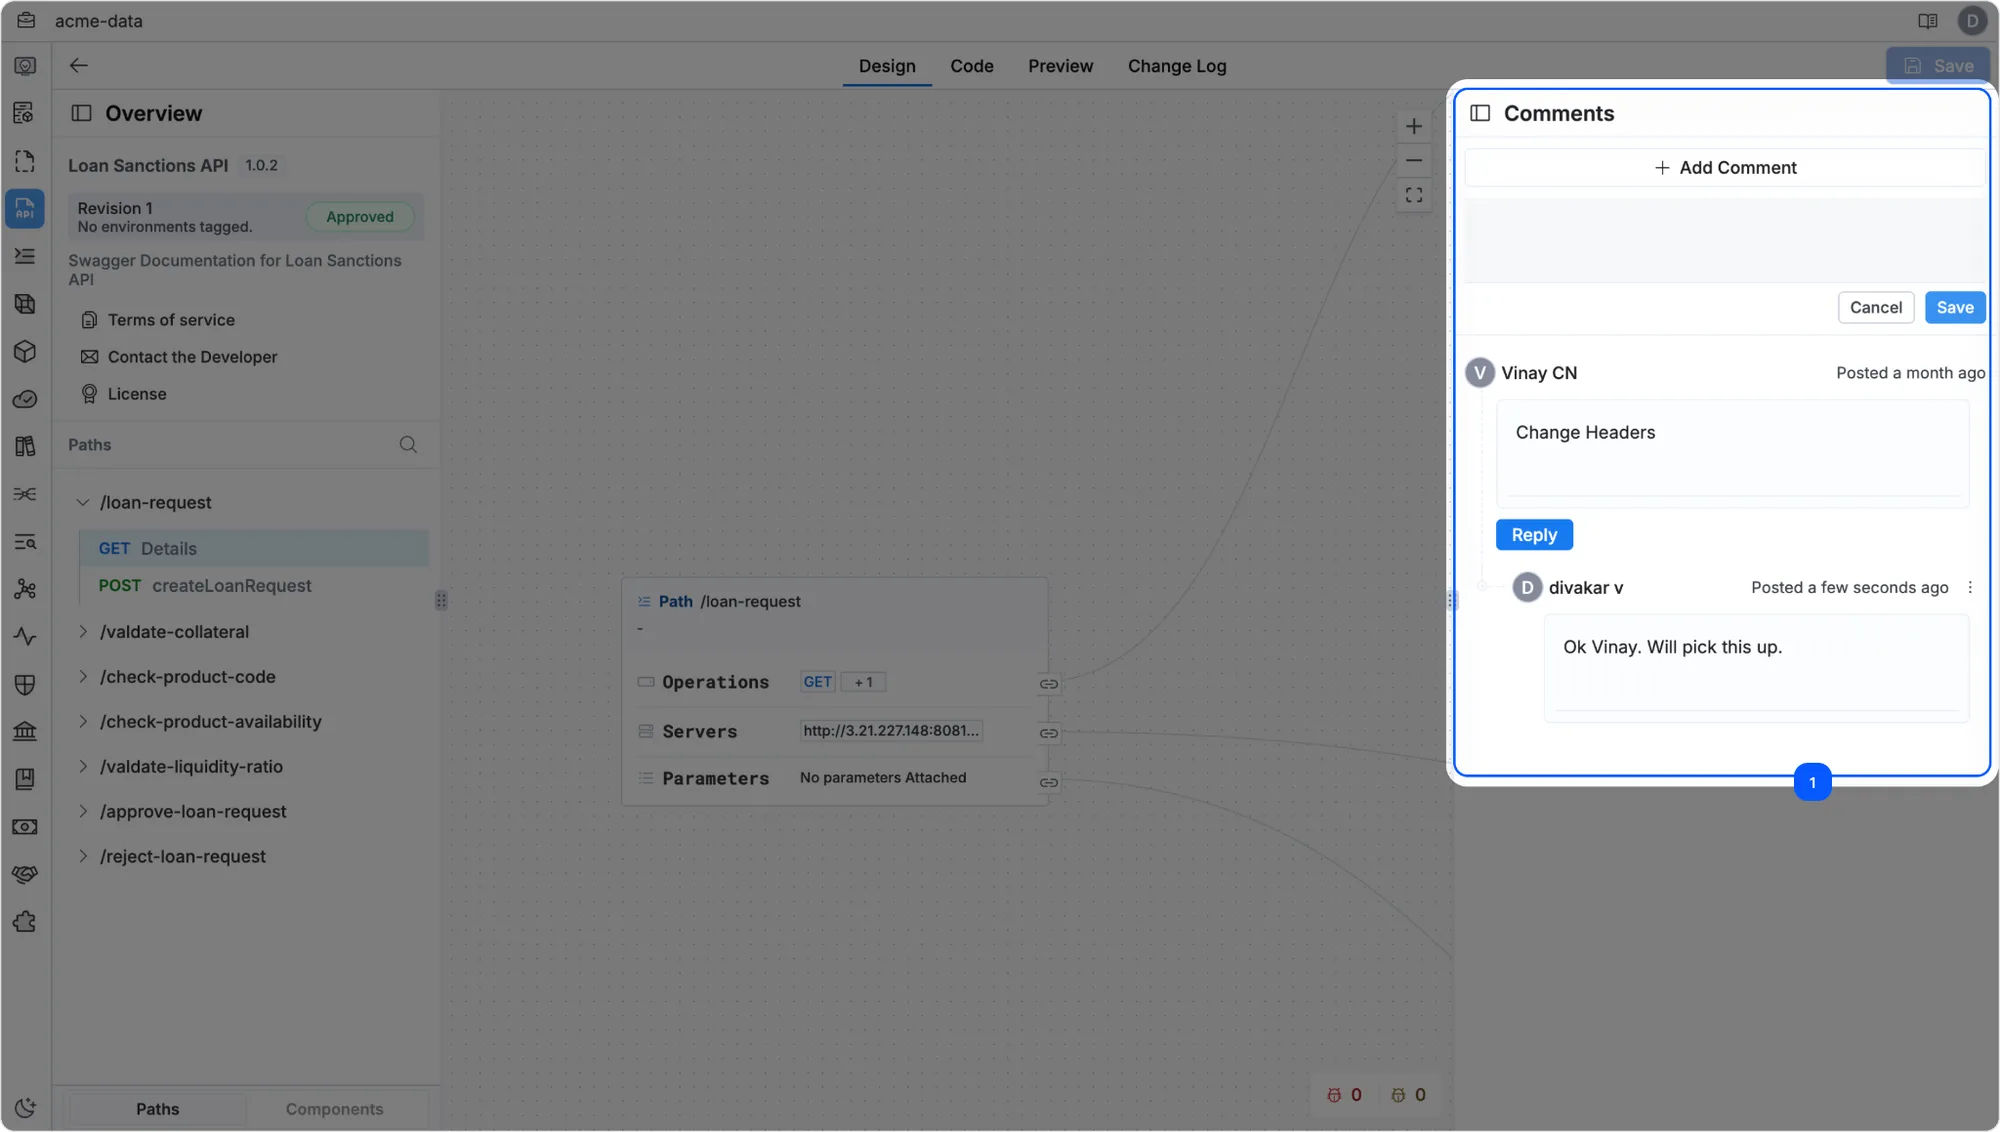 acme-data
D
Design
Code
Preview
Change Log
Save
Overview
Loan Sanctions API 1.0.2
Revision 1
No environments tagged.
Approved
Swagger Documentation for Loan Sanctions
API
Terms of service
Contact the Developer
License
Paths
/loan-request
GET Details
POST createLoanRequest
/valdate-collateral
/check-product-code
/check-product-availability
/valdate-liquidity-ratio
/approve-loan-request
/reject-loan-request
Paths
Components
API
Path /loan-request
-
Operations GET + 1
Servers http://3.21.227.148:8081...
Parameters No parameters Attached
0
0
Comments
+ Add Comment
Cancel
Save
V Vinay CN Posted a month ago
Change Headers
Reply
D divakar v Posted a few seconds ago
Ok Vinay. Will pick this up.
1